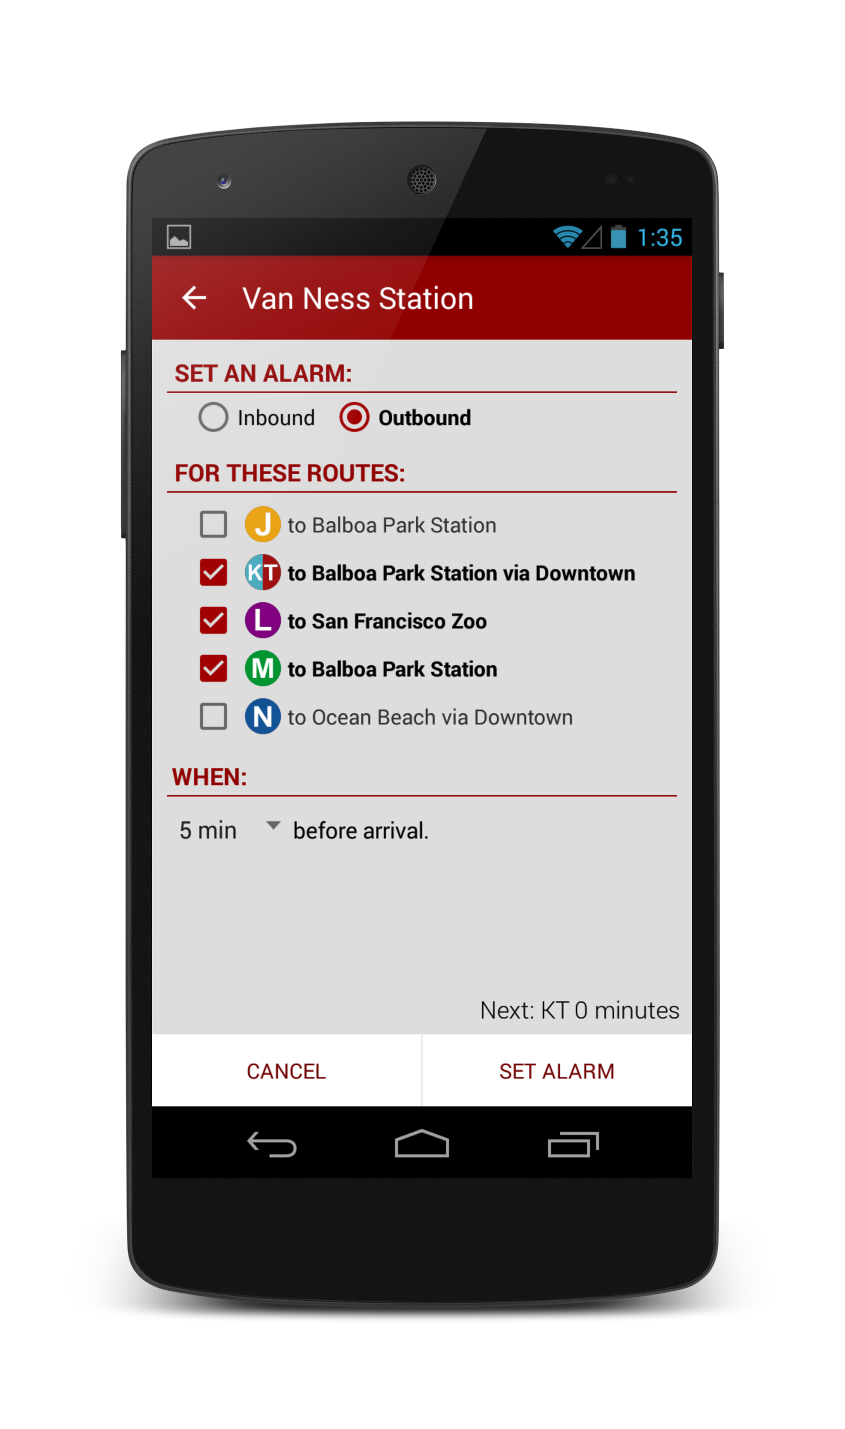 1:35
Van Ness Station
SET AN ALARM:
Inbound Outbound
FOR THESE ROUTES:
J to Balboa Park Station
KT to Balboa Park Station via Downtown
L to San Francisco Zoo
M to Balboa Park Station
N to Ocean Beach via Downtown
WHEN:
5 min before arrival.
Next: KT 0 minutes
CANCEL SET ALARM